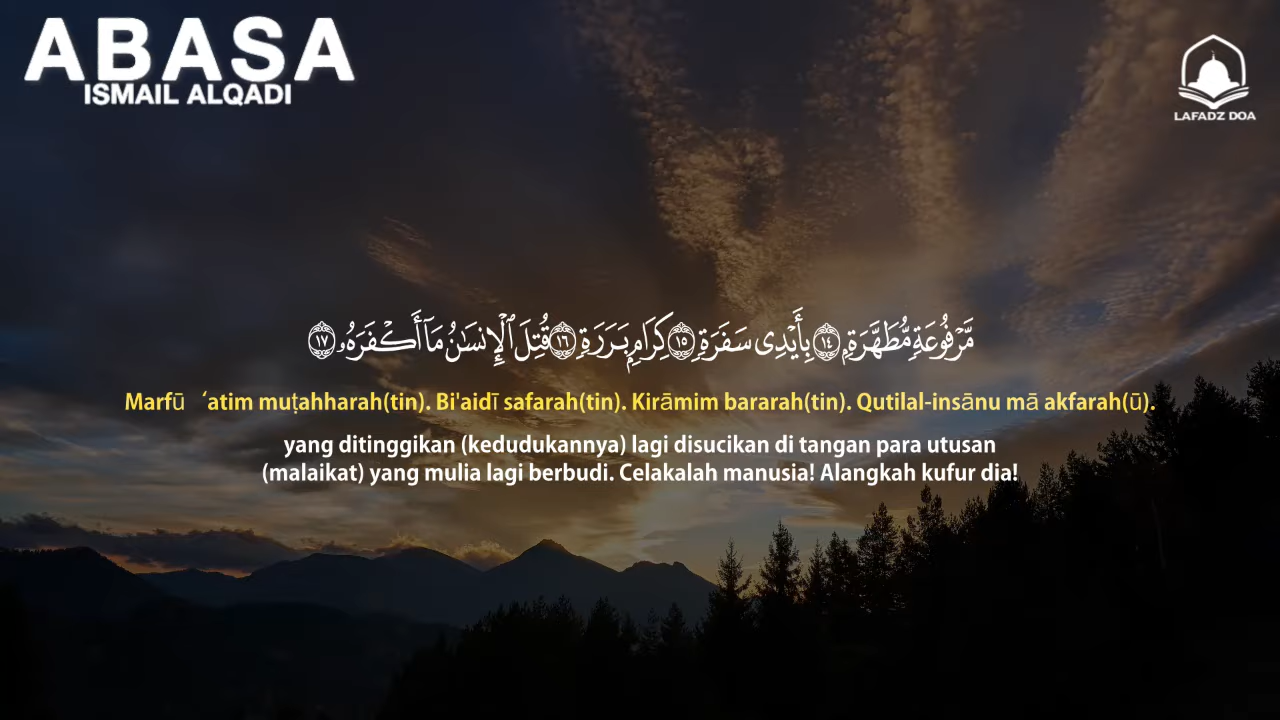 ABASA
ISMAIL ALQADI
LAFADZ DOA
مَّرْفُوعَةٍ مُّطَهَّرَةٍۭ ١٤ بِأَيْدِى سَفَرَةٍ ١٥ كِرَامٍۭ بَرَرَةٍ ١٦ قُتِلَ ٱلْإِنسَٰنُ مَآ أَكْفَرَهُۥ ١٧
Marfū ‘atim muṭahharah(tin). Bi'aidī safarah(tin). Kirāmim bararah(tin). Qutilal-insānu mā akfarah(ū).
yang ditinggikan (kedudukannya) lagi disucikan di tangan para utusan
(malaikat) yang mulia lagi berbudi. Celakalah manusia! Alangkah kufur dia!